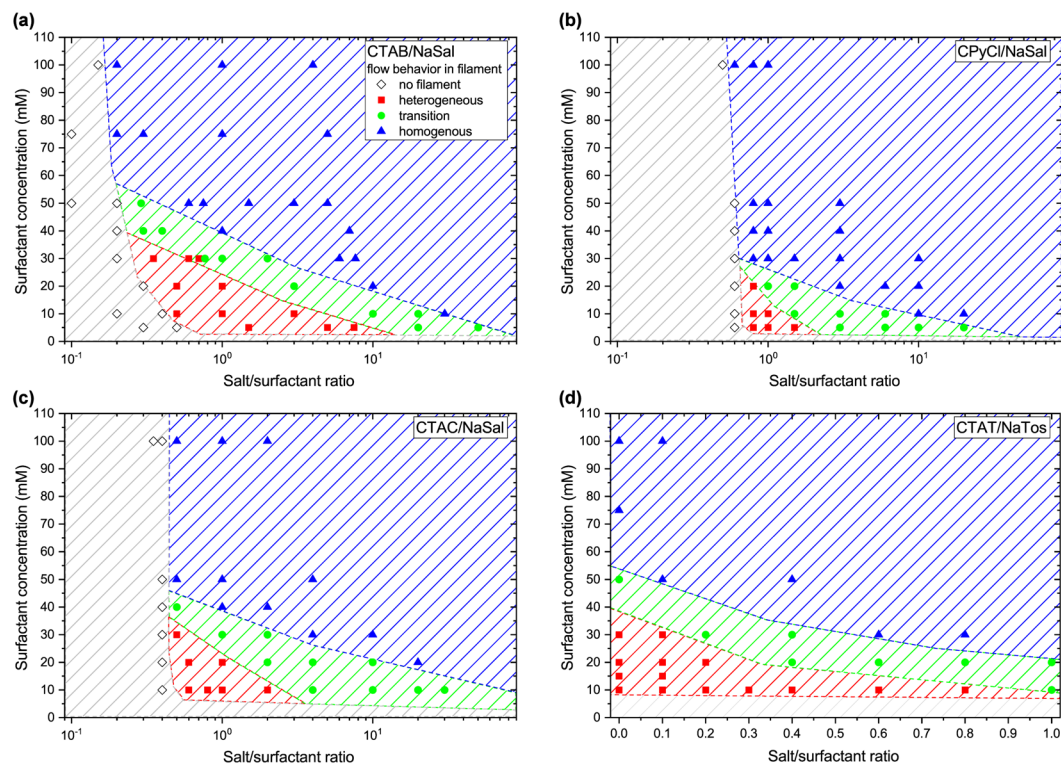 (a)
CTAB/NaSal
flow behavior in filament
no filament
heterogeneous
transition
homogenous
110
100
90
80
70
60
50
40
30
20
10
0
Surfactant concentration (mM)
10⁻¹ 10⁰ 10¹
Salt/surfactant ratio
(b)
CPyCl/NaSal
110
100
90
80
70
60
50
40
30
20
10
0
Surfactant concentration (mM)
10⁻¹ 10⁰ 10¹
Salt/surfactant ratio
(c)
CTAC/NaSal
110
100
90
80
70
60
50
40
30
20
10
0
Surfactant concentration (mM)
10⁻¹ 10⁰ 10¹
Salt/surfactant ratio
(d)
CTAT/NaTos
110
100
90
80
70
60
50
40
30
20
10
0
Surfactant concentration (mM)
0.0 0.1 0.2 0.3 0.4 0.5 0.6 0.7 0.8 0.9 1.0
Salt/surfactant ratio